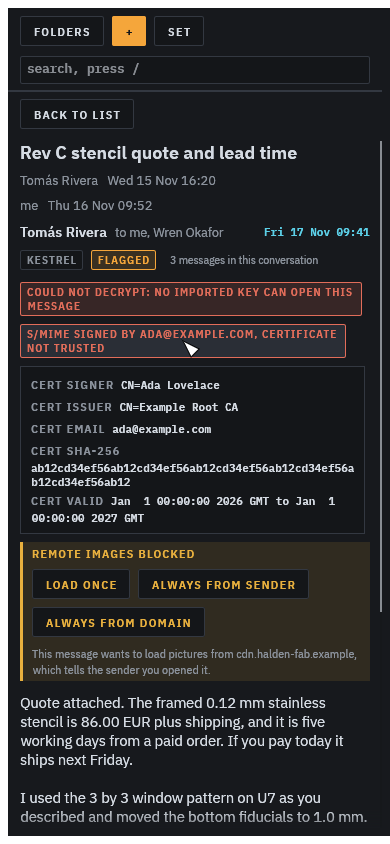 FOLDERS + SET
search, press /
BACK TO LIST
Rev C stencil quote and lead time
Tomás Rivera Wed 15 Nov 16:20
me Thu 16 Nov 09:52
Tomás Rivera to me, Wren Okafor Fri 17 Nov 09:41
KESTREL FLAGGED 3 messages in this conversation
COULD NOT DECRYPT: NO IMPORTED KEY CAN OPEN THIS
MESSAGE
S/MIME SIGNED BY ADA@EXAMPLE.COM, CERTIFICATE
NOT TRUSTED
CERT SIGNER CN=Ada Lovelace
CERT ISSUER CN=Example Root CA
CERT EMAIL ada@example.com
CERT SHA-256
ab12cd34ef56ab12cd34ef56ab12cd34ef56ab12cd34ef56a
b12cd34ef56ab12
CERT VALID Jan 1 00:00:00 2026 GMT to Jan 1
00:00:00 2027 GMT
REMOTE IMAGES BLOCKED
LOAD ONCE ALWAYS FROM SENDER
ALWAYS FROM DOMAIN
This message wants to load pictures from cdn.halden-fab.example,
which tells the sender you opened it.
Quote attached. The framed 0.12 mm stainless
stencil is 86.00 EUR plus shipping, and it is five
working days from a paid order. If you pay today it
ships next Friday.
I used the 3 by 3 window pattern on U7 as you
described and moved the bottom fiducials to 1.0 mm.